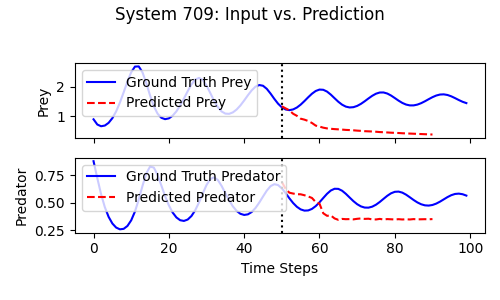 System 709: Input vs. Prediction
2
1
Prey
Ground Truth Prey
Predicted Prey
0.75
0.50
0.25
Predator
Ground Truth Predator
Predicted Predator
0
20
40
60
80
100
Time Steps